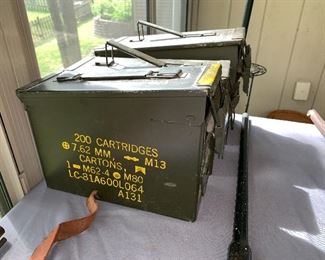 200 CARTRIDGES
7.62 MM, M13
CARTONS,
1-M62-4 M80
LC-81A600L064
A131